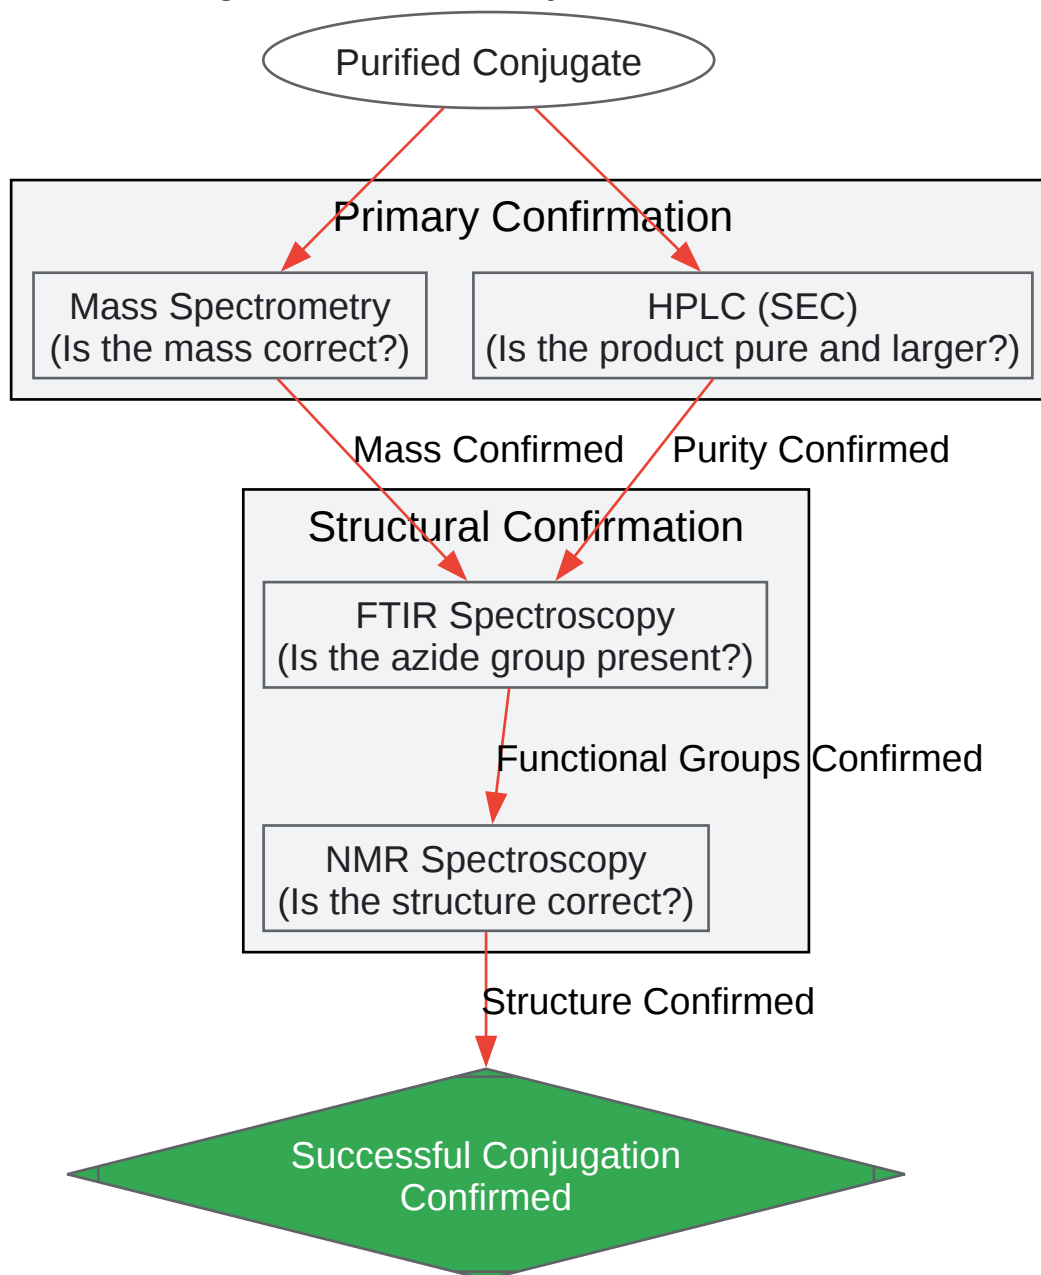 Purified Conjugate
Primary Confirmation
Mass Spectrometry
(Is the mass correct?)
HPLC (SEC)
(Is the product pure and larger?)
Mass Confirmed
Purity Confirmed
Structural Confirmation
FTIR Spectroscopy
(Is the azide group present?)
Functional Groups Confirmed
NMR Spectroscopy
(Is the structure correct?)
Structure Confirmed
Successful Conjugation
Confirmed